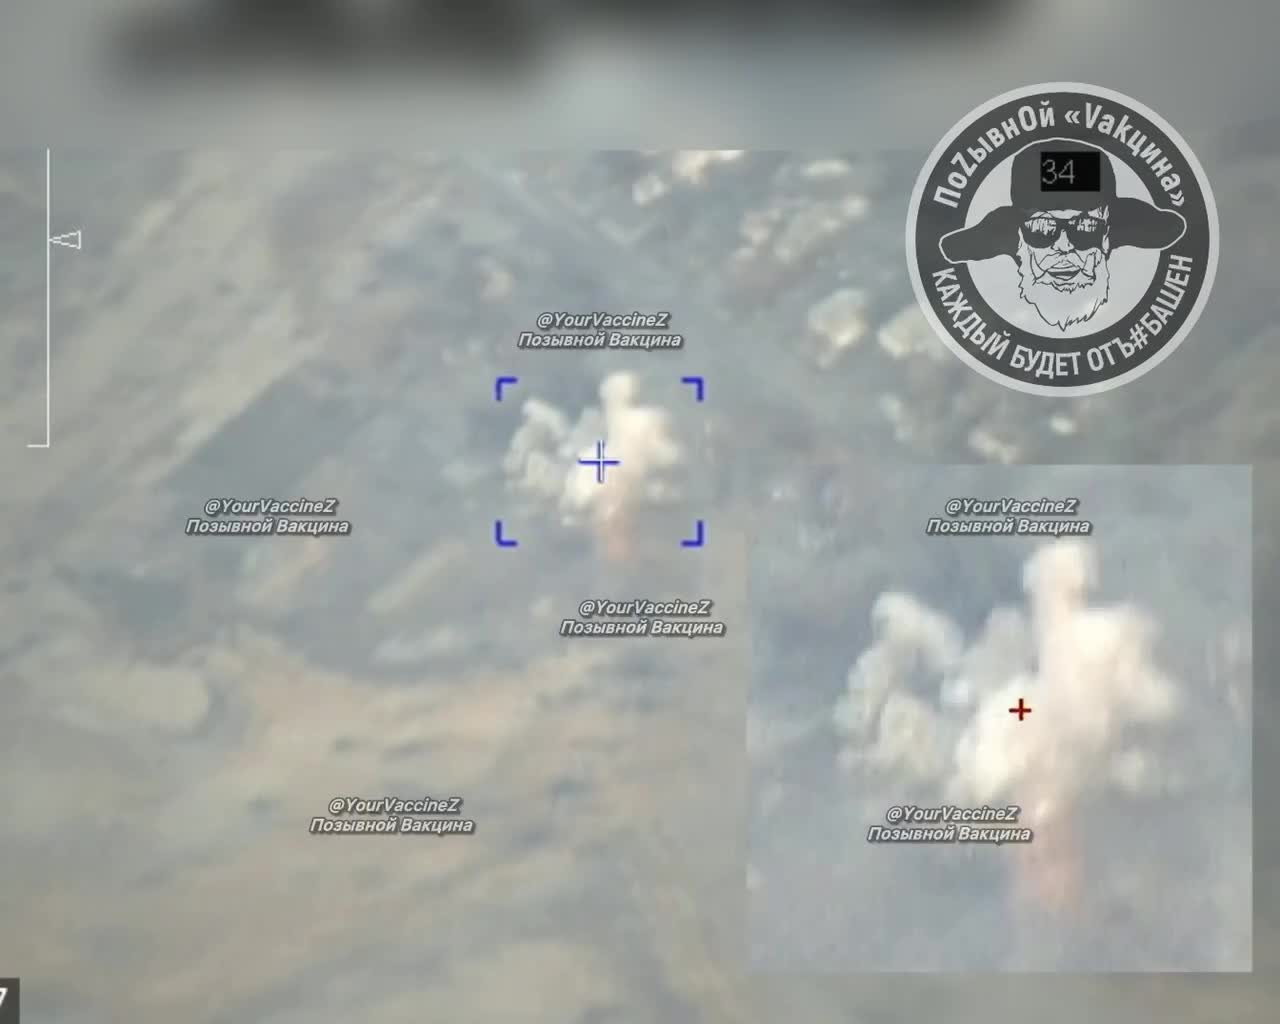 ПоZывнОй «Vakцина»
34
КАЖДЫЙ БУДЕТ ОТЪ#БАШЕН
@YourVaccineZ
Позывной Вакцина
@YourVaccineZ
Позывной Вакцина
@YourVaccineZ
Позывной Вакцина
@YourVaccineZ
Позывной Вакцина
@YourVaccineZ
Позывной Вакцина
@YourVaccineZ
Позывной Вакцина
7